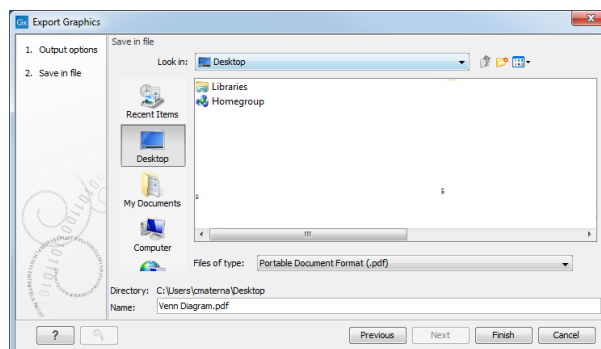 Gx Export Graphics
1. Output options
2. Save in file
Save in file
Look in: Desktop
Recent Items
Desktop
My Documents
Computer
Libraries
Homegroup
Files of type: Portable Document Format (.pdf)
Directory: C:\Users\cmaterna\Desktop
Name: Venn Diagram.pdf
? Previous Next Finish Cancel